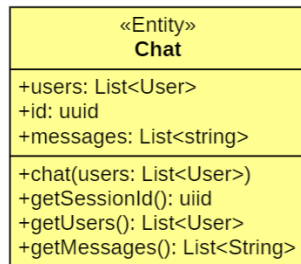 «Entity»
Chat
+users: List<User>
+id: uuid
+messages: List<string>
+chat(users: List<User>)
+getSessionId(): uiid
+getUsers(): List<User>
+getMessages(): List<String>